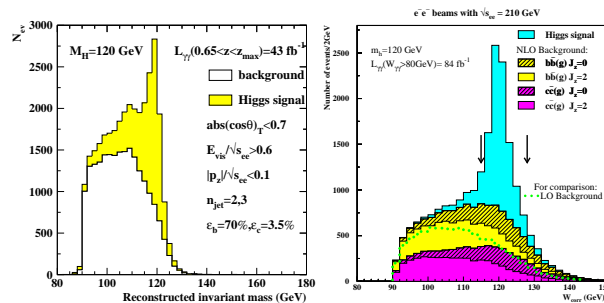 N_ev
3000
2500
2000
1500
1000
500
0
M_H=120 GeV
L_γγ(0.65<z<z_max)=43 fb⁻¹
background
Higgs signal
abs(cosθ)_T<0.7
E_vis/√s_ee>0.6
|p_z|/√s_ee<0.1
n_jet=2,3
ε_b=70%,ε_c=3.5%
60 80 100 120 140 160 180
Reconstructed invariant mass (GeV)
e⁻e⁻ beams with √s_ee = 210 GeV
Number of events/2GeV
2500
2000
750
500
250
0
m_h=120 GeV
L_γγ(W_γγ>80GeV)= 84 fb⁻¹
Higgs signal
NLO Background:
bb̄(g) J_z=0
bb̄(g) J_z=2
cc̄(g) J_z=0
cc̄(g) J_z=2
For comparison:
LO Background
80 90 100 110 120 130 140
W_corr (GeV)